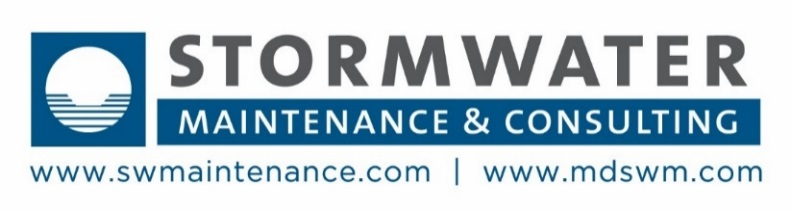 STORMWATER
MAINTENANCE & CONSULTING
www.swmaintenance.com | www.mdswm.com